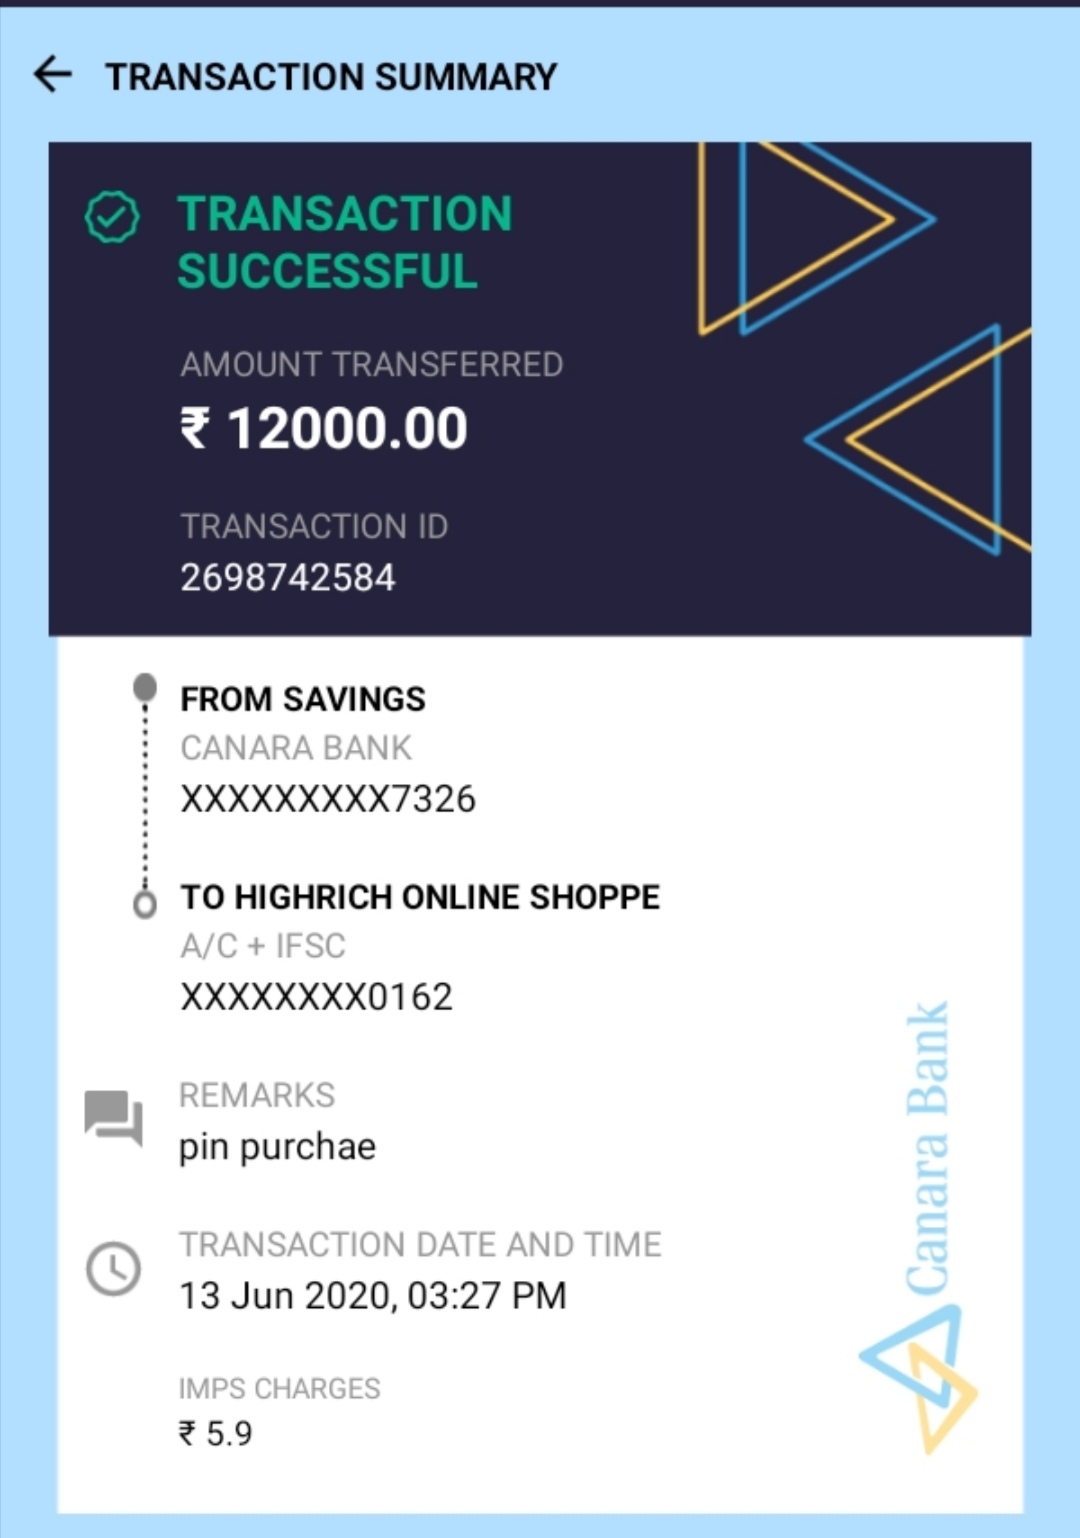 TRANSACTION SUMMARY
TRANSACTION
SUCCESSFUL
AMOUNT TRANSFERRED
₹ 12000.00
TRANSACTION ID
2698742584
FROM SAVINGS
CANARA BANK
XXXXXXXXX7326
TO HIGHRICH ONLINE SHOPPE
A/C + IFSC
XXXXXXXX0162
REMARKS
pin purchae
TRANSACTION DATE AND TIME
13 Jun 2020, 03:27 PM
IMPS CHARGES
₹ 5.9
Canara Bank